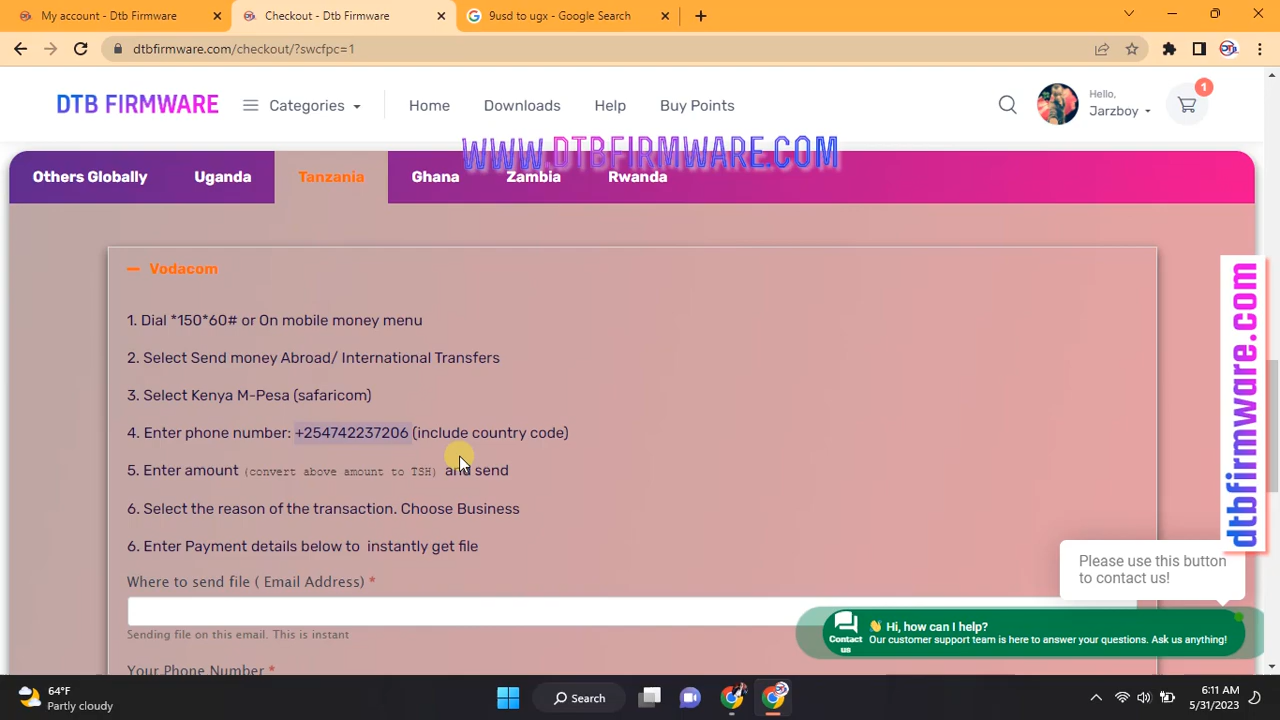 My account - Dtb Firmware
Checkout - Dtb Firmware
9usd to ugx - Google Search
dtbfirmware.com/checkout/?swcfpc=1
DTB FIRMWARE
Categories
Home
Downloads
Help
Buy Points
Hello,
Jarzboy
1
WWW.DTBFIRMWARE.COM
Others Globally
Uganda
Tanzania
Ghana
Zambia
Rwanda
Vodacom
1. Dial *150*60# or On mobile money menu
2. Select Send money Abroad/ International Transfers
3. Select Kenya M-Pesa (safaricom)
4. Enter phone number: +254742237206 (include country code)
5. Enter amount (convert above amount to TSH) and send
6. Select the reason of the transaction. Choose Business
6. Enter Payment details below to instantly get file
Where to send file ( Email Address) *
Sending file on this email. This is instant
Your Phone Number *
dtbfirmware.com
Please use this button
to contact us!
Contact
us
👋 Hi, how can I help?
Our customer support team is here to answer your questions. Ask us anything!
64°F
Partly cloudy
Search
6:11 AM
5/31/2023